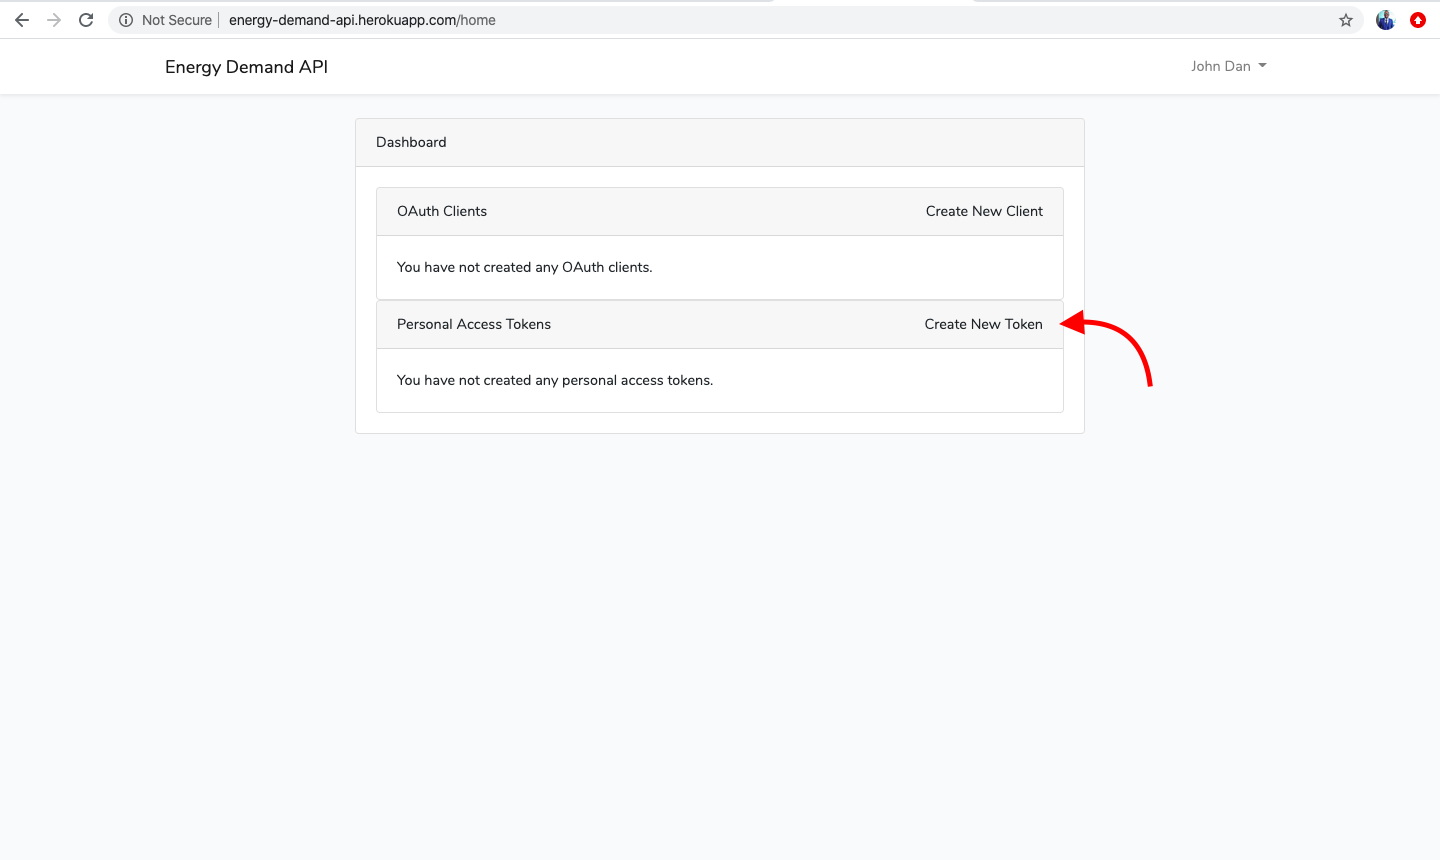 Not Secure energy-demand-api.herokuapp.com/home
Energy Demand API John Dan
Dashboard
OAuth Clients Create New Client
You have not created any OAuth clients.
Personal Access Tokens Create New Token
You have not created any personal access tokens.